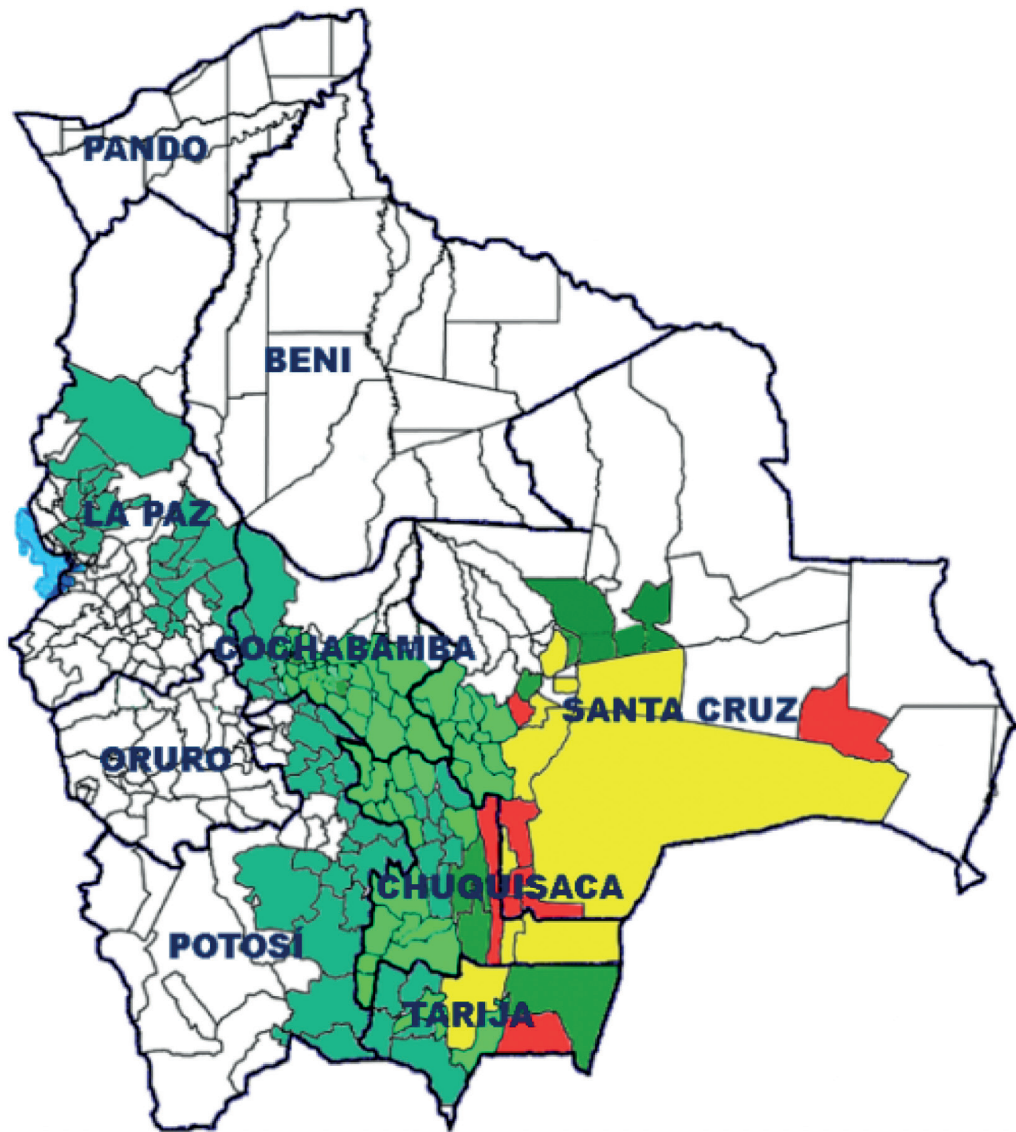 PANDO
BENI
LA PAZ
COCHABAMBA
SANTA CRUZ
ORURO
CHUQUISACA
POTOSÍ
TARIJA